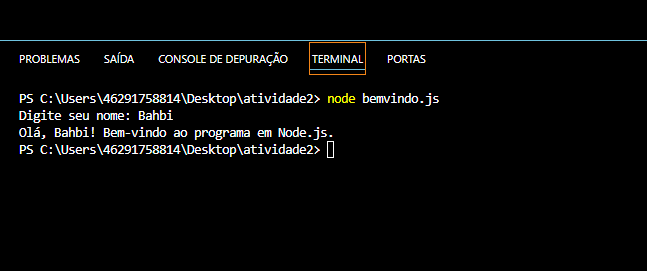 PROBLEMAS SAÍDA CONSOLE DE DEPURAÇÃO TERMINAL PORTAS
PS C:\Users\46291758814\Desktop\atividade2> node bemvindo.js
Digite seu nome: Bahbi
Olá, Bahbi! Bem-vindo ao programa em Node.js.
PS C:\Users\46291758814\Desktop\atividade2>